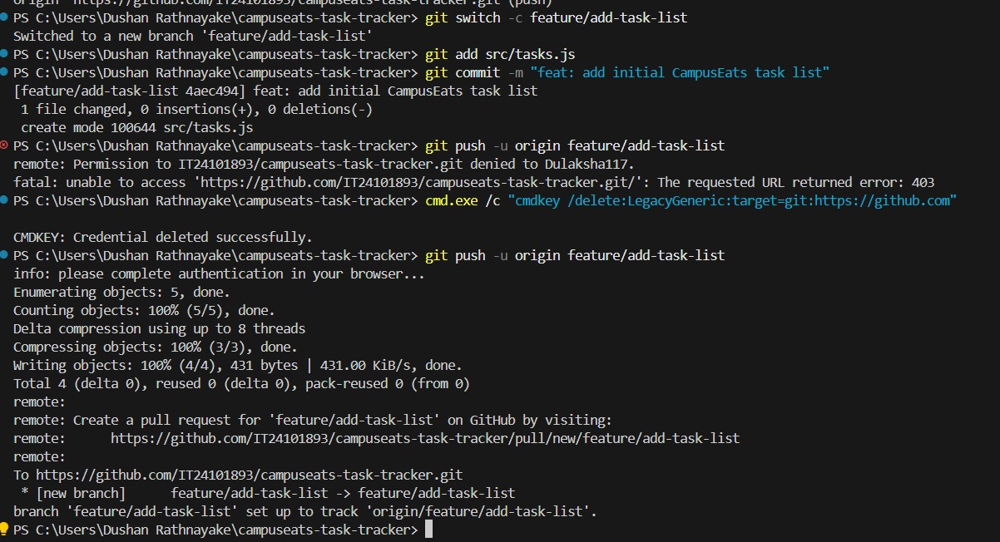 origin  https://github.com/IT24101893/campuseats-task-tracker.git (push)
PS C:\Users\Dushan Rathnayake\campuseats-task-tracker> git switch -c feature/add-task-list
Switched to a new branch 'feature/add-task-list'
PS C:\Users\Dushan Rathnayake\campuseats-task-tracker> git add src/tasks.js
PS C:\Users\Dushan Rathnayake\campuseats-task-tracker> git commit -m "feat: add initial CampusEats task list"
[feature/add-task-list 4aec494] feat: add initial CampusEats task list
 1 file changed, 0 insertions(+), 0 deletions(-)
 create mode 100644 src/tasks.js
PS C:\Users\Dushan Rathnayake\campuseats-task-tracker> git push -u origin feature/add-task-list
remote: Permission to IT24101893/campuseats-task-tracker.git denied to Dulaksha117.
fatal: unable to access 'https://github.com/IT24101893/campuseats-task-tracker.git/': The requested URL returned error: 403
PS C:\Users\Dushan Rathnayake\campuseats-task-tracker> cmd.exe /c "cmdkey /delete:LegacyGeneric:target=git:https://github.com"

CMDKEY: Credential deleted successfully.
PS C:\Users\Dushan Rathnayake\campuseats-task-tracker> git push -u origin feature/add-task-list
info: please complete authentication in your browser...
Enumerating objects: 5, done.
Counting objects: 100% (5/5), done.
Delta compression using up to 8 threads
Compressing objects: 100% (3/3), done.
Writing objects: 100% (4/4), 431 bytes | 431.00 KiB/s, done.
Total 4 (delta 0), reused 0 (delta 0), pack-reused 0 (from 0)
remote:
remote: Create a pull request for 'feature/add-task-list' on GitHub by visiting:
remote:      https://github.com/IT24101893/campuseats-task-tracker/pull/new/feature/add-task-list
remote:
To https://github.com/IT24101893/campuseats-task-tracker.git
 * [new branch]      feature/add-task-list -> feature/add-task-list
branch 'feature/add-task-list' set up to track 'origin/feature/add-task-list'.
PS C:\Users\Dushan Rathnayake\campuseats-task-tracker>